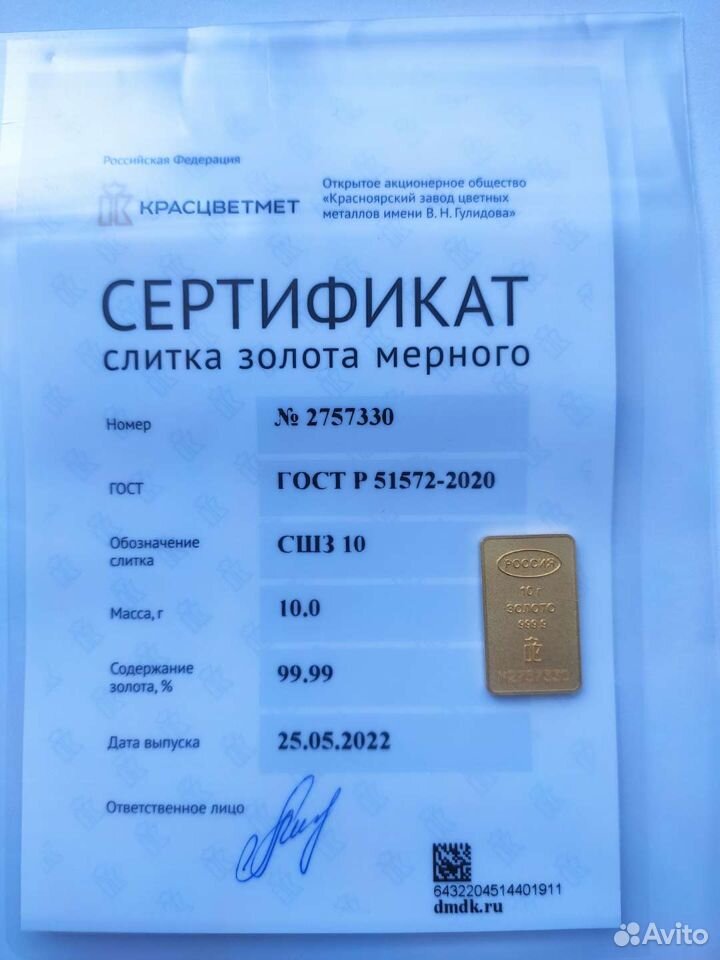 Российская Федерация
КРАСЦВЕТМЕТ
Открытое акционерное общество
«Красноярский завод цветных
металлов имени В. Н. Гулидова»
СЕРТИФИКАТ
слитка золота мерного
Номер
№ 2757330
ГОСТ
ГОСТ Р 51572-2020
Обозначение
слитка
СШЗ 10
Масса, г
10.0
Содержание
золота, %
99.99
Дата выпуска
25.05.2022
Ответственное лицо
РОССИЯ
10 г
ЗОЛОТО
999,9
№2757330
6432204514401911
dmdk.ru
Avito